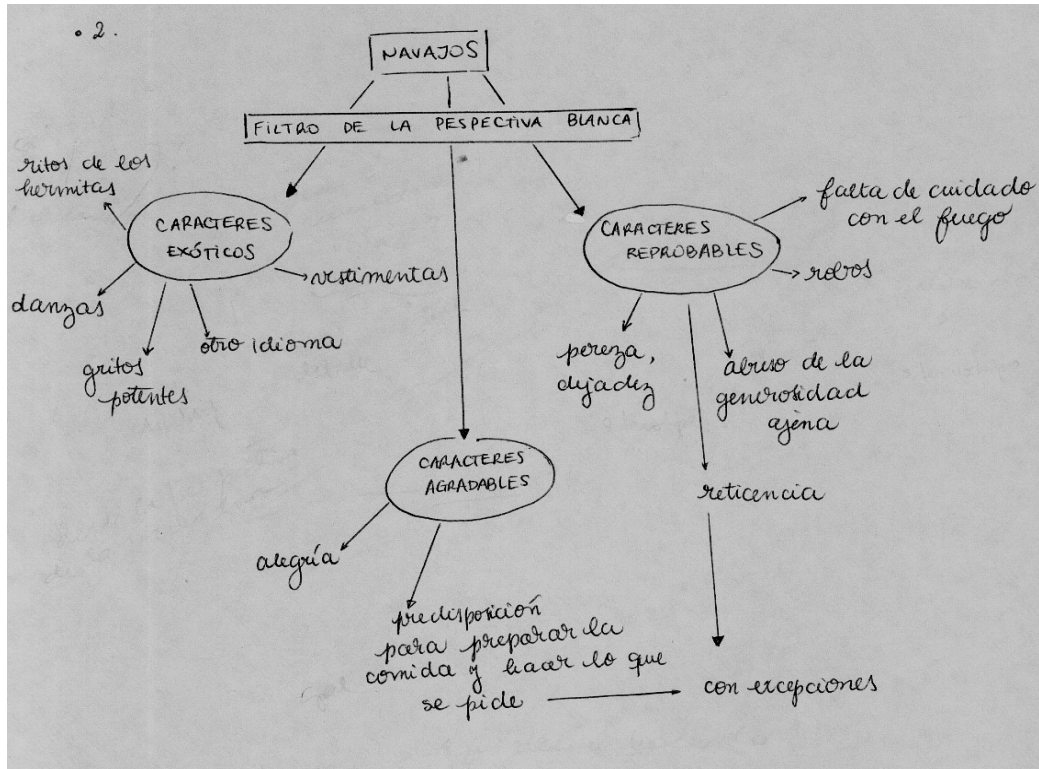 • 2.
NAVAJOS
FILTRO DE LA PESPECTIVA BLANCA
ritos de los
hermitas
CARACTERES
EXÓTICOS
vestimentas
danzas
gritos
potentes
otro idioma
CARACTERES
REPROBABLES
falta de cuidado
con el fuego
robos
pereza,
dejadez
abuso de la
generosidad
ajena
reticencia
CARACTERES
AGRADABLES
alegría
predisposición
para preparar la
comida y hacer lo que
se pide
con excepciones